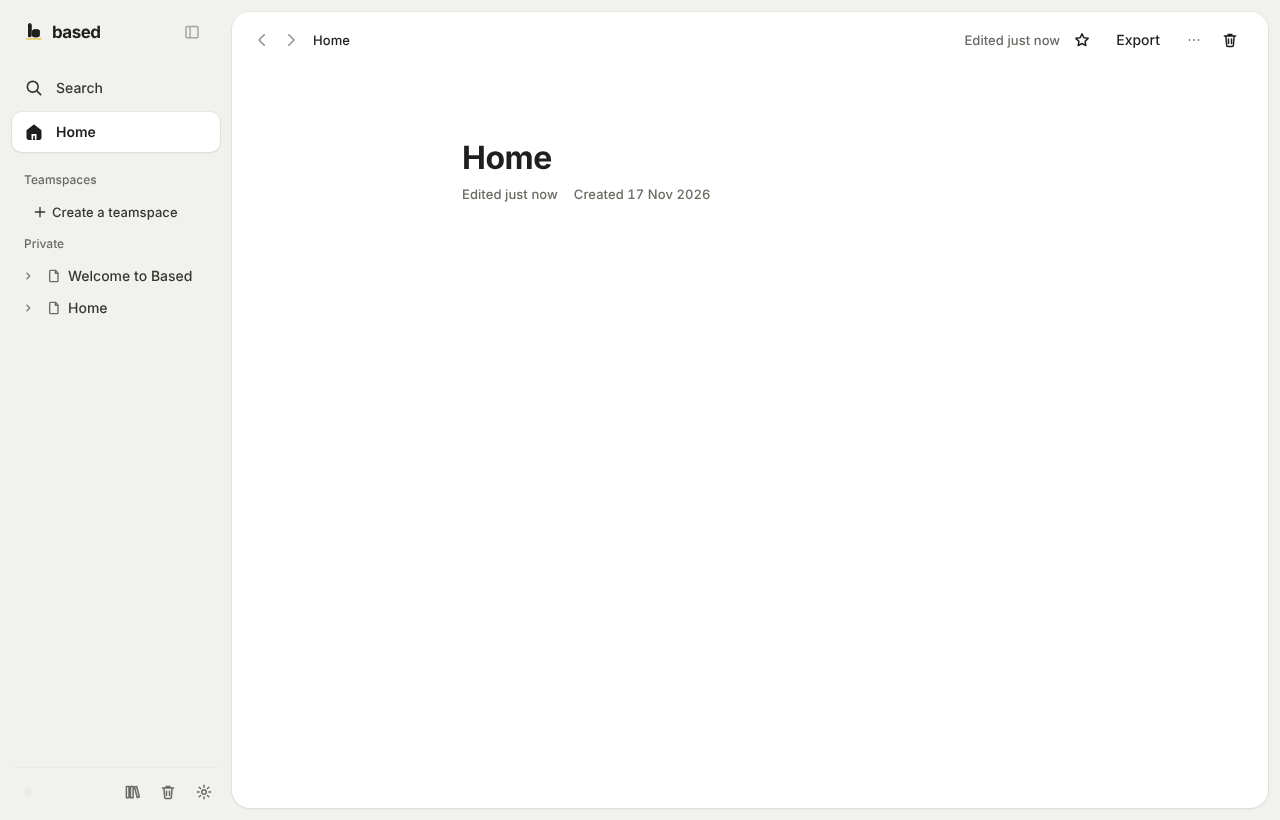 based
Search
Home
Teamspaces
Create a teamspace
Private
Welcome to Based
Home
Home
Edited just now
Export
Home
Edited just now Created 17 Nov 2026